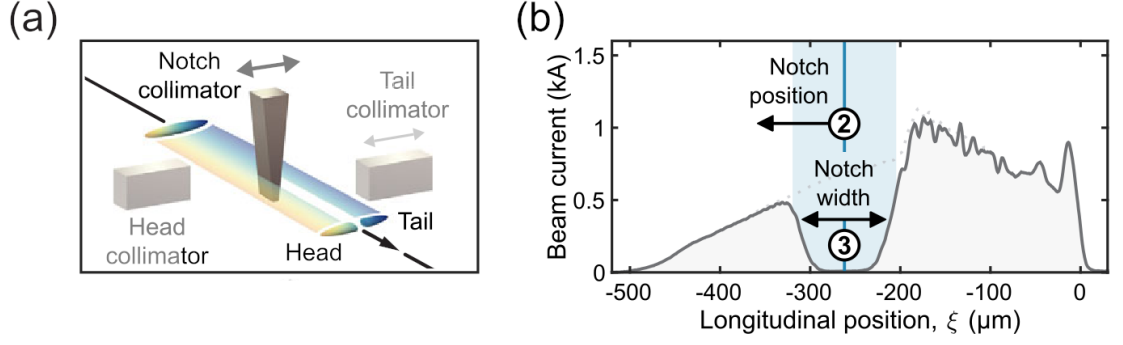 (a)
Notch
collimator
Tail
collimator
Head
collimator
Tail
Head
(b)
Beam current (kA)
1.5
1
0.5
0
Notch
position
2
Notch
width
3
-500
-400
-300
-200
-100
0
Longitudinal position, ξ (μm)